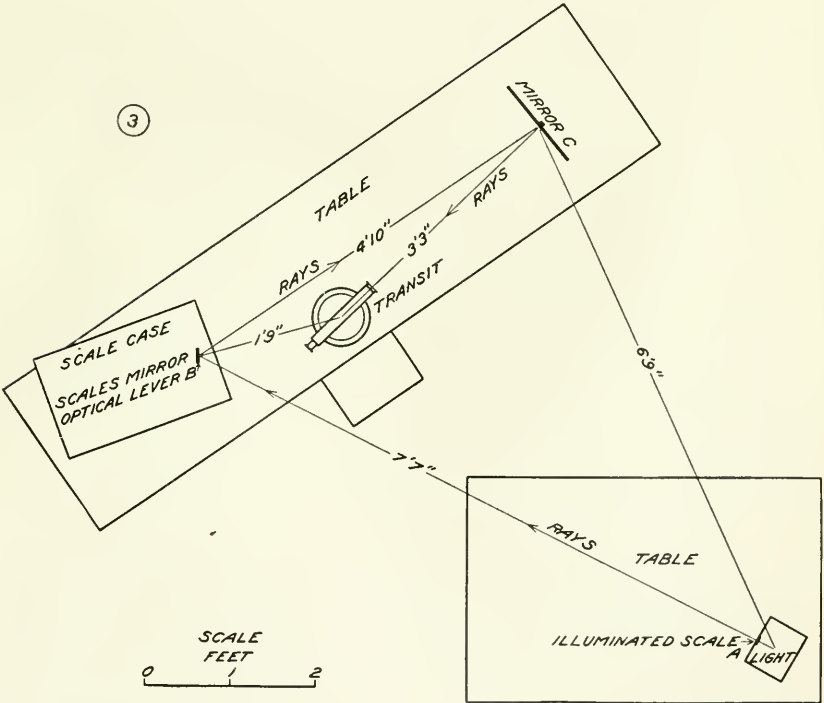 3
MIRROR C
TABLE
RAYS
RAYS
4'10"
3'3"
TRANSIT
1'9"
SCALE CASE
SCALES MIRROR
OPTICAL LEVER B
6'9"
7'7"
RAYS
TABLE
ILLUMINATED SCALE
A
LIGHT
SCALE
FEET
0 1 2